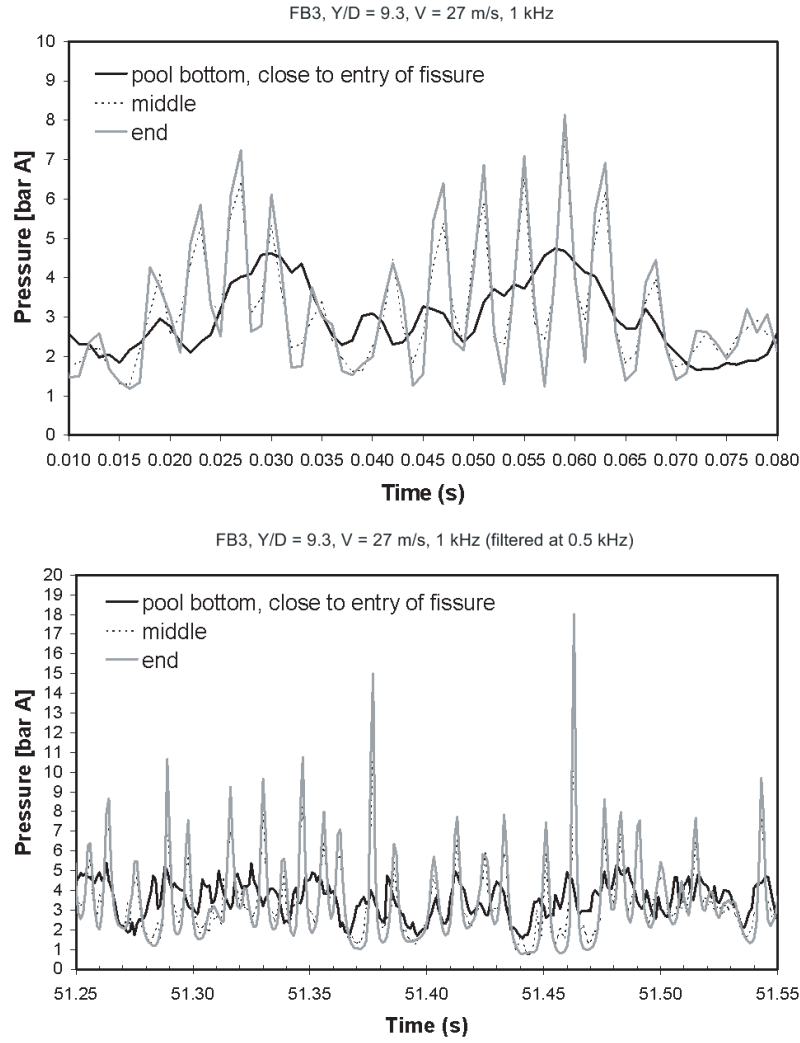 FB3, Y/D = 9.3, V = 27 m/s, 1 kHz
10
9
8
7
6
5
4
3
2
1
0
Pressure [bar A]
pool bottom, close to entry of fissure
middle
end
0.010 0.015 0.020 0.025 0.030 0.035 0.040 0.045 0.050 0.055 0.060 0.065 0.070 0.075 0.080
Time (s)
FB3, Y/D = 9.3, V = 27 m/s, 1 kHz (filtered at 0.5 kHz)
20
19
18
17
16
15
14
13
12
11
10
9
8
7
6
5
4
3
2
1
0
Pressure [bar A]
pool bottom, close to entry of fissure
middle
end
51.25 51.30 51.35 51.40 51.45 51.50 51.55
Time (s)